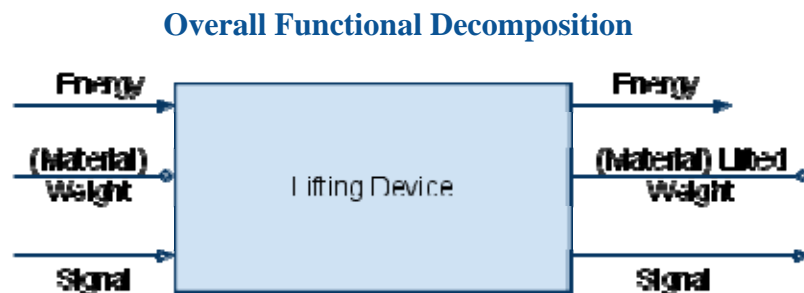 Overall Functional Decomposition
Energy
Energy
(Material)
Weight
Lifting Device
(Material) Lifted
Weight
Signal
Signal